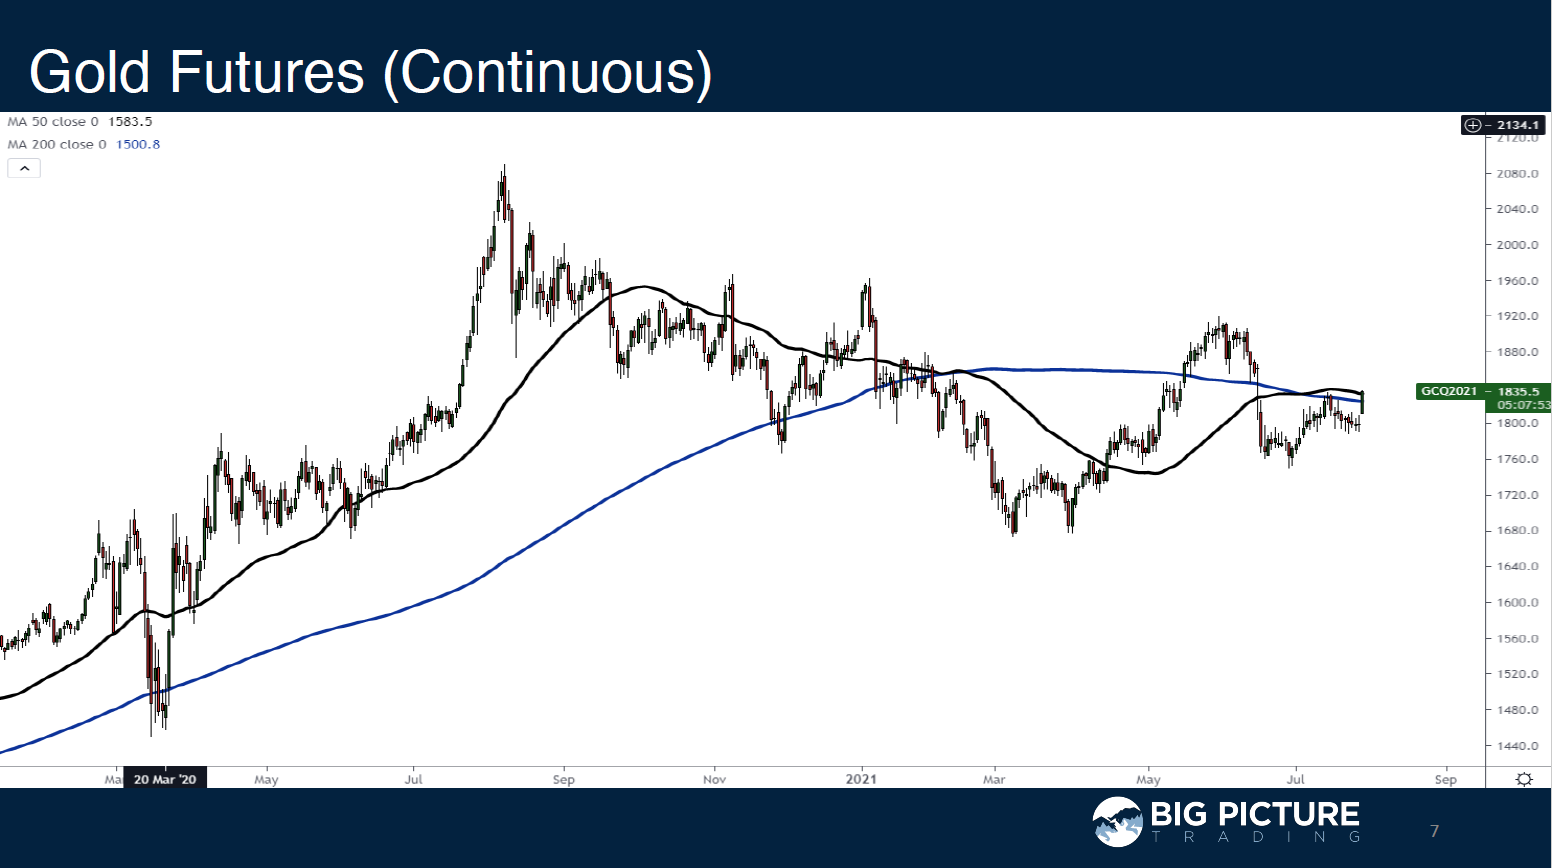 Gold Futures (Continuous)
MA 50 close 0 1583.5
MA 200 close 0 1500.8
2134.1
2120.0
2080.0
2040.0
2000.0
1960.0
1920.0
1880.0
GCQ2021 1835.5
05:07:53
1800.0
1760.0
1720.0
1680.0
1640.0
1600.0
1560.0
1520.0
1480.0
1440.0
Mar 20 Mar '20 May Jul Sep Nov 2021 Mar May Jul Sep
BIG PICTURE
TRADING
7